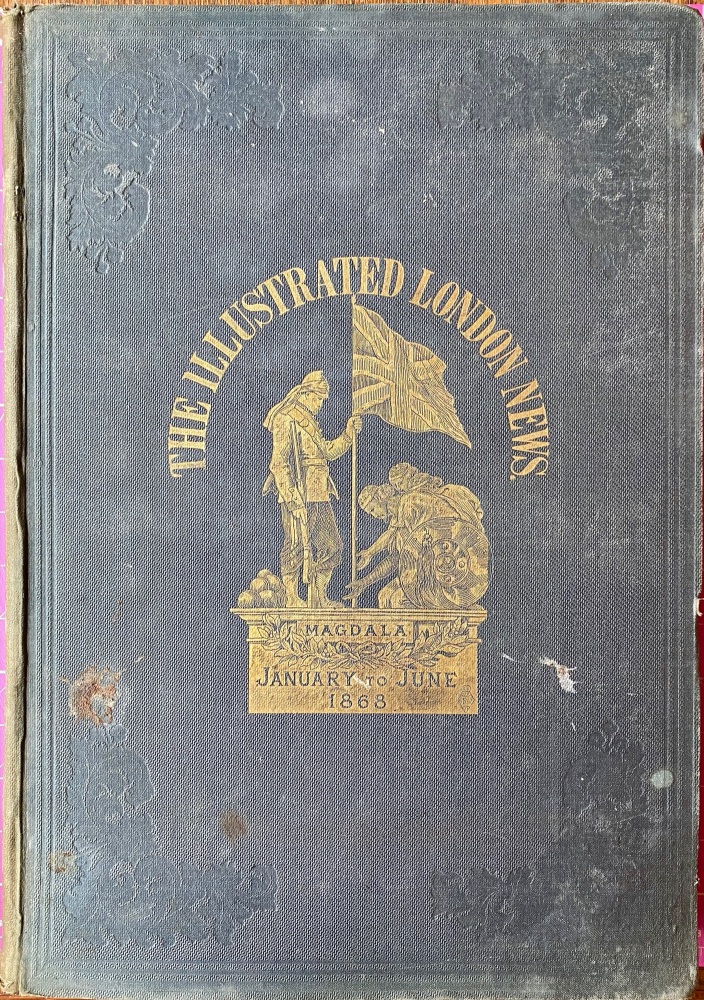 THE ILLUSTRATED LONDON NEWS.
MAGDALA
JANUARY TO JUNE
1868